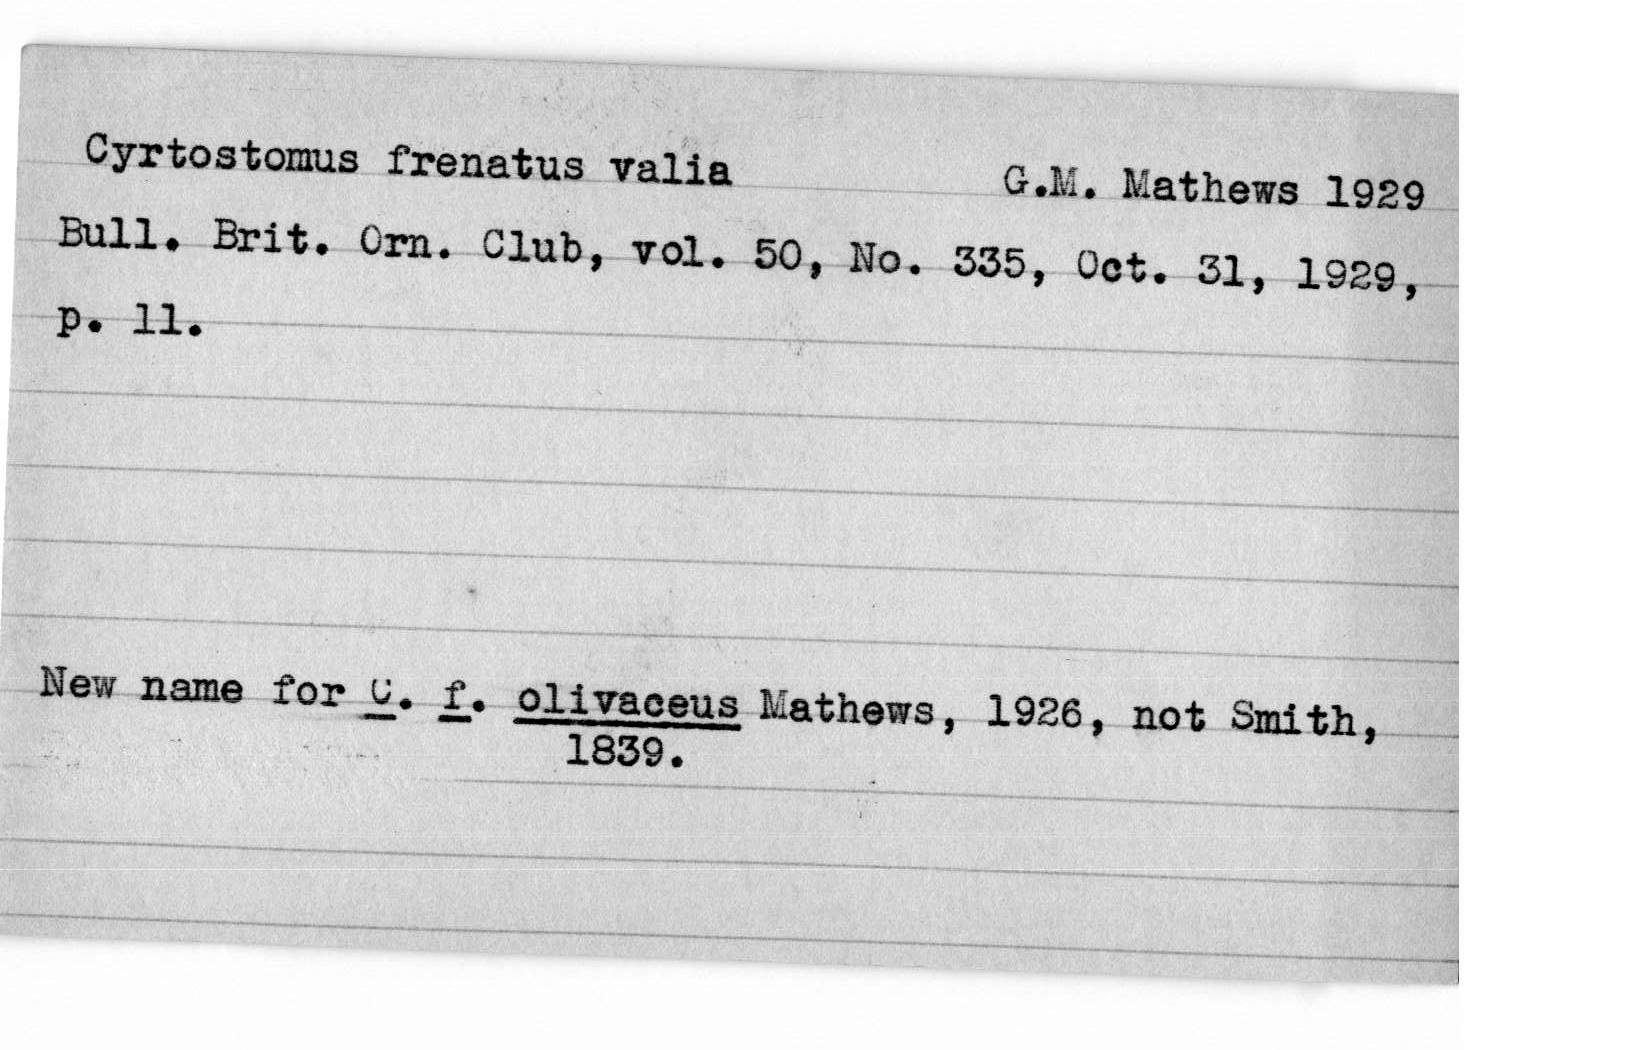 Cyrtostomus frenatus valia G.M. Mathews 1929
Bull. Brit. Orn. Club, vol. 50, No. 335, Oct. 31, 1929,
p. 11.
New name for C. f. olivaceus Mathews, 1926, not Smith,
1839.